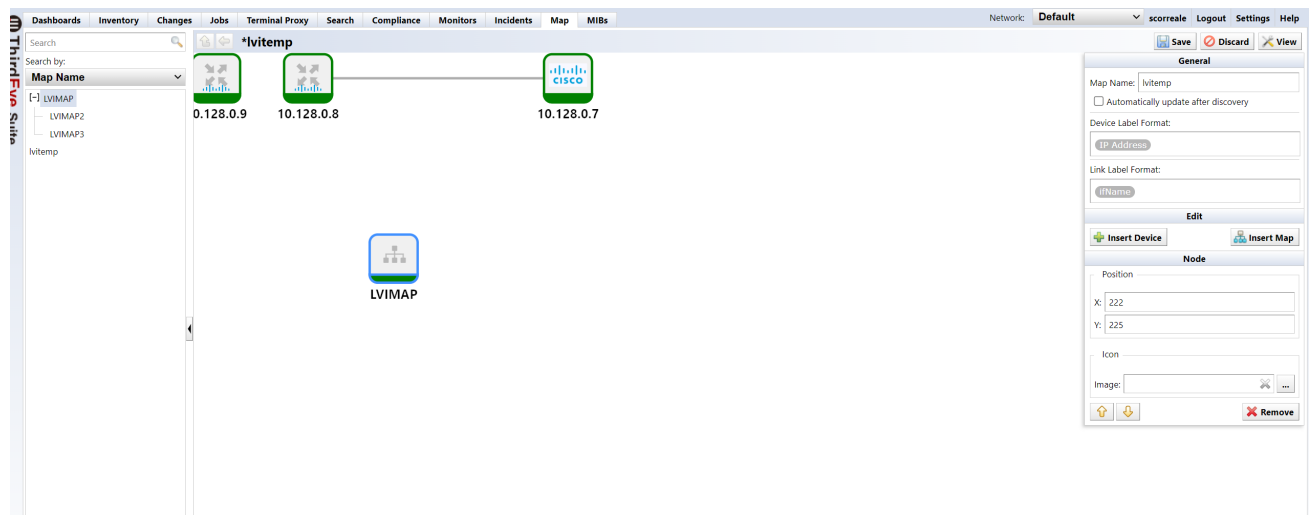 Dashboards Inventory Changes Jobs Terminal Proxy Search Compliance Monitors Incidents Map MIBs
Network: Default scorreale Logout Settings Help
ThirdEye Suite
Search
Search by:
Map Name
[-] LVIMAP
LVIMAP2
LVIMAP3
lvitemp
*lvitemp
Save Discard View
CISCO
0.128.0.9 10.128.0.8 10.128.0.7
LVIMAP
General
Map Name: lvitemp
Automatically update after discovery
Device Label Format:
IP Address
Link Label Format:
ifName
Edit
Insert Device Insert Map
Node
Position
X: 222
Y: 225
Icon
Image: ...
Remove